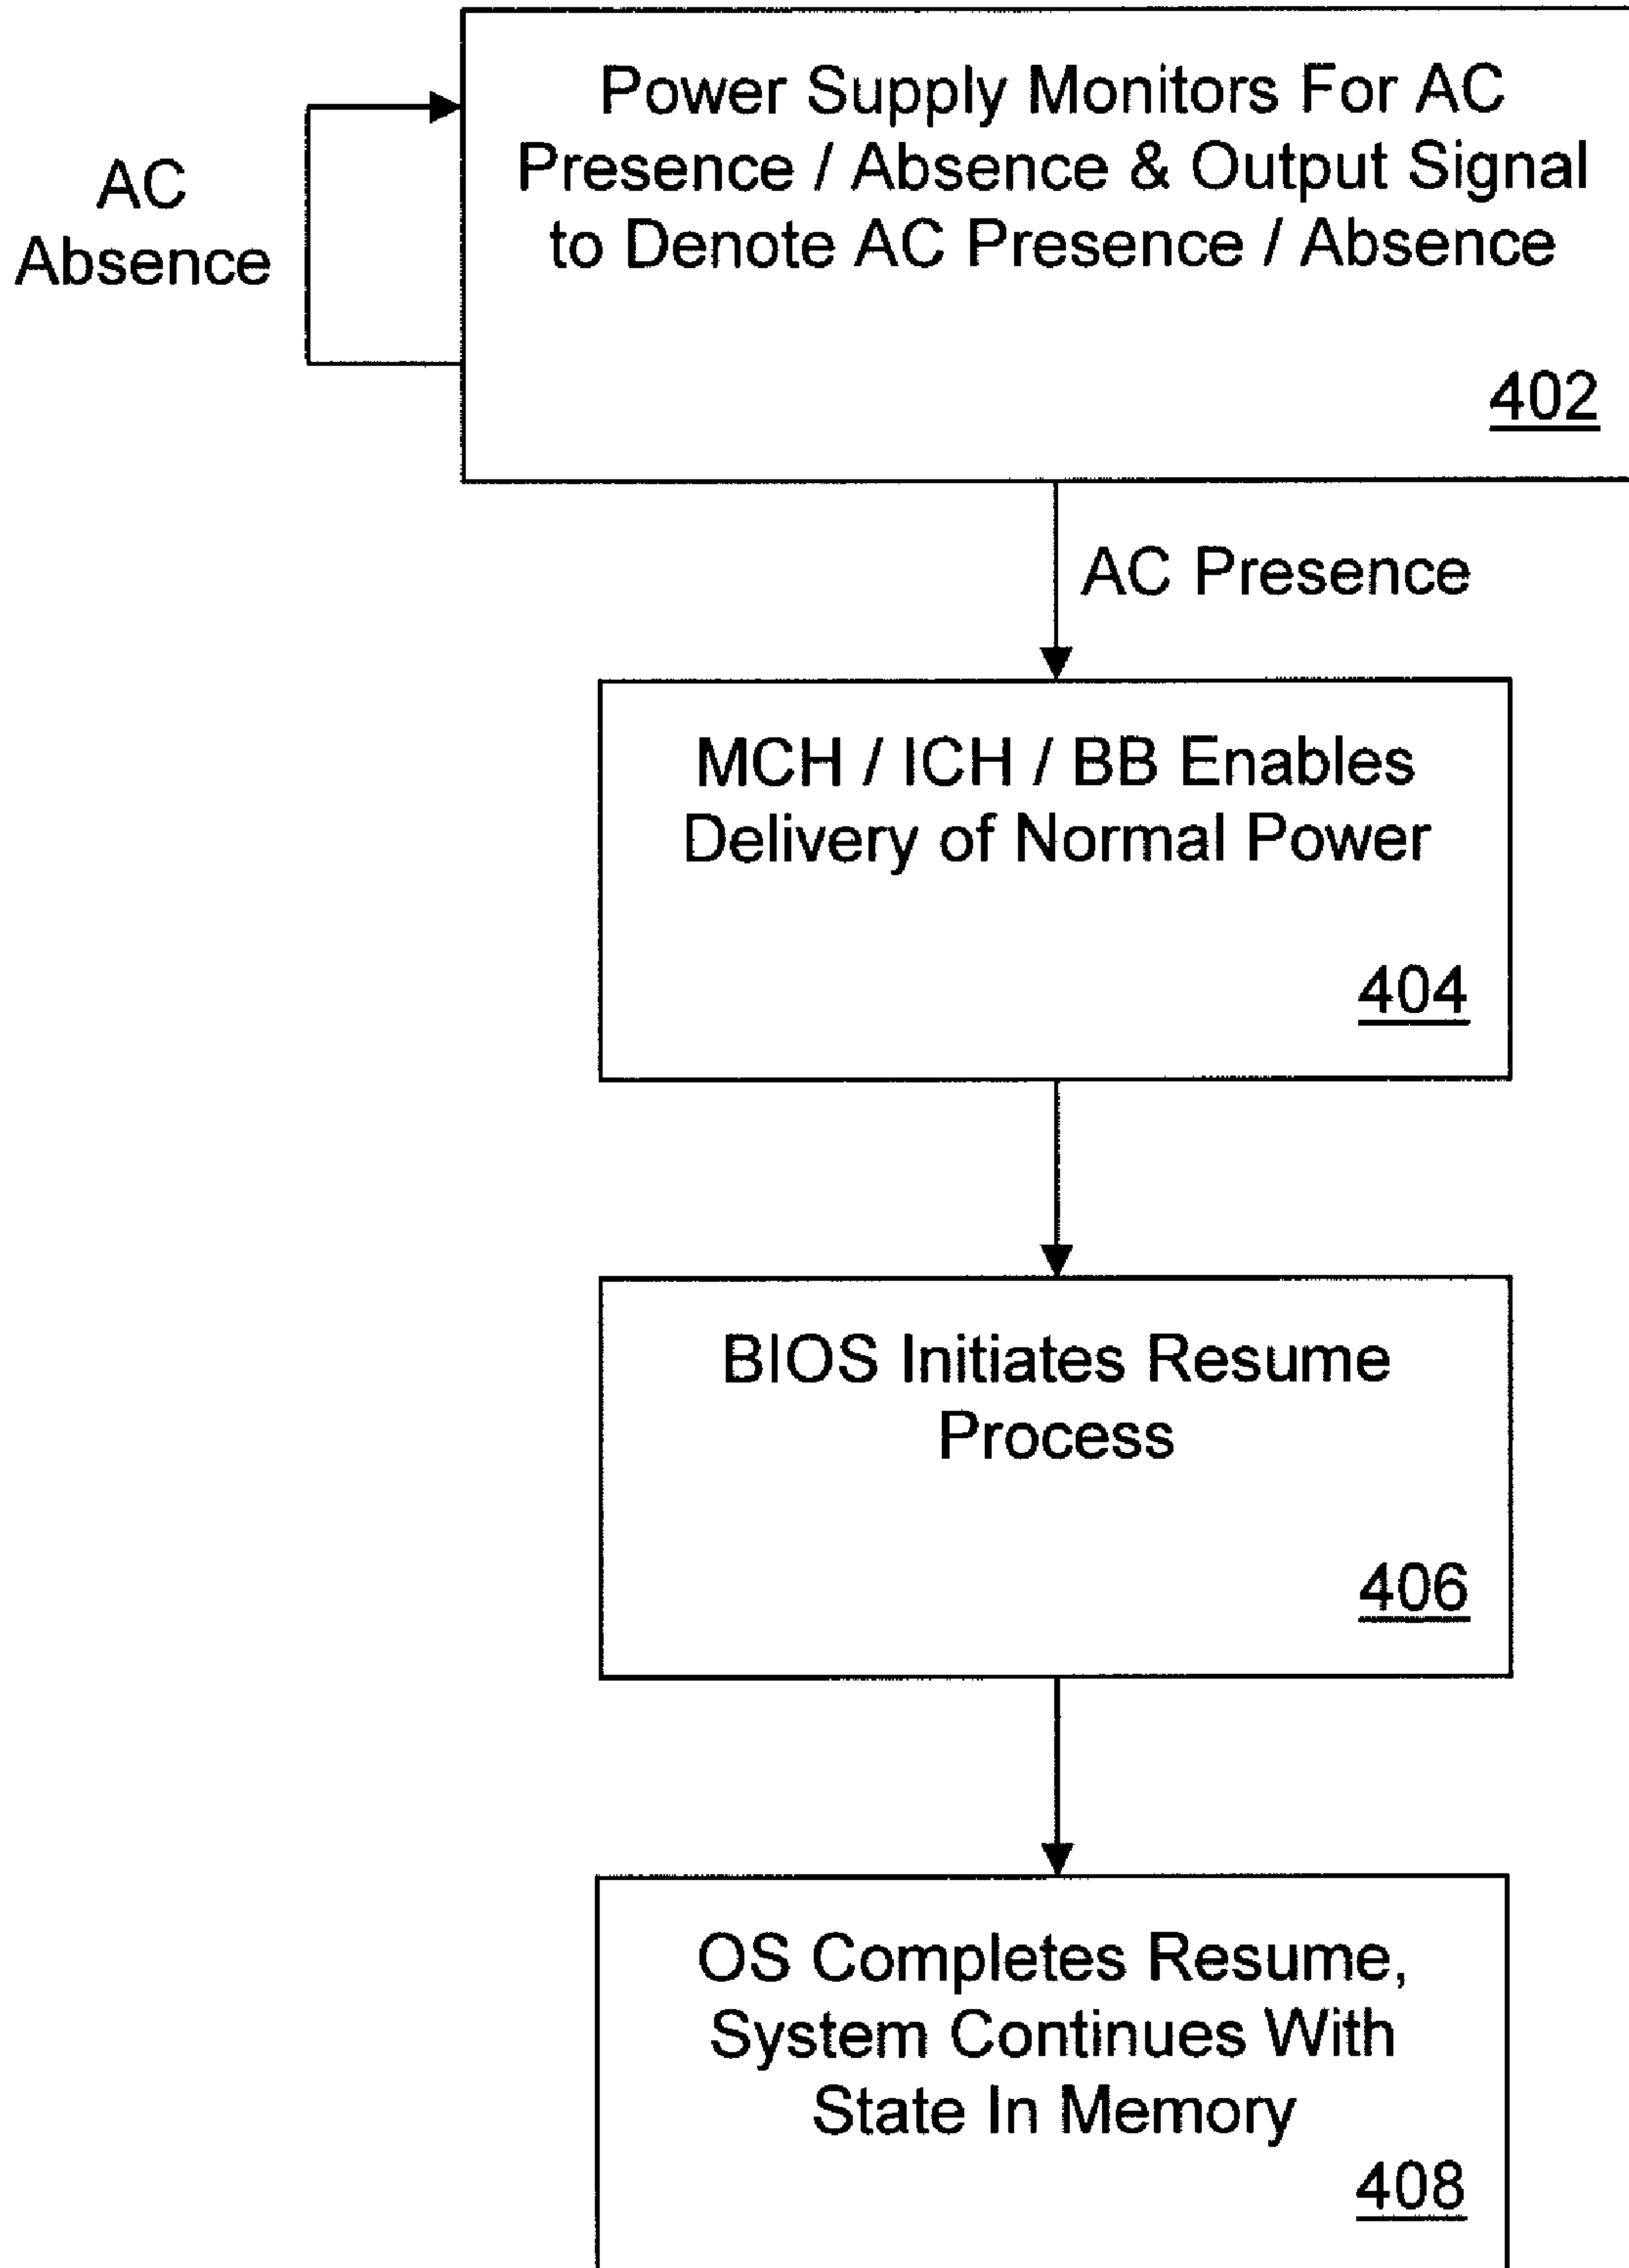 Power Supply Monitors For AC
Presence / Absence & Output Signal
to Denote AC Presence / Absence
402
AC
Absence
AC Presence
MCH / ICH / BB Enables
Delivery of Normal Power
404
BIOS Initiates Resume
Process
406
OS Completes Resume,
System Continues With
State In Memory
408